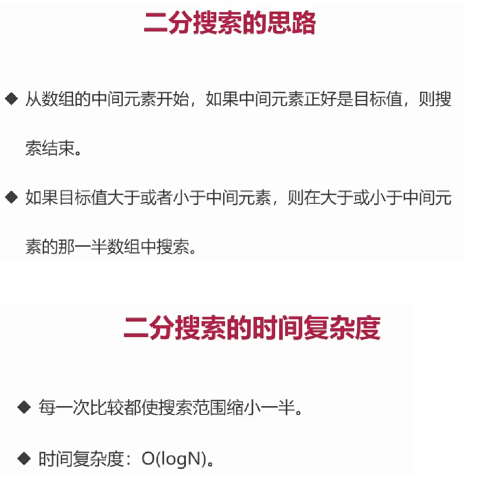 二分搜索的思路
◆ 从数组的中间元素开始，如果中间元素正好是目标值，则搜
索结束。
◆ 如果目标值大于或者小于中间元素，则在大于或小于中间元
素的那一半数组中搜索。
二分搜索的时间复杂度
◆ 每一次比较都使搜索范围缩小一半。
◆ 时间复杂度：O(logN)。